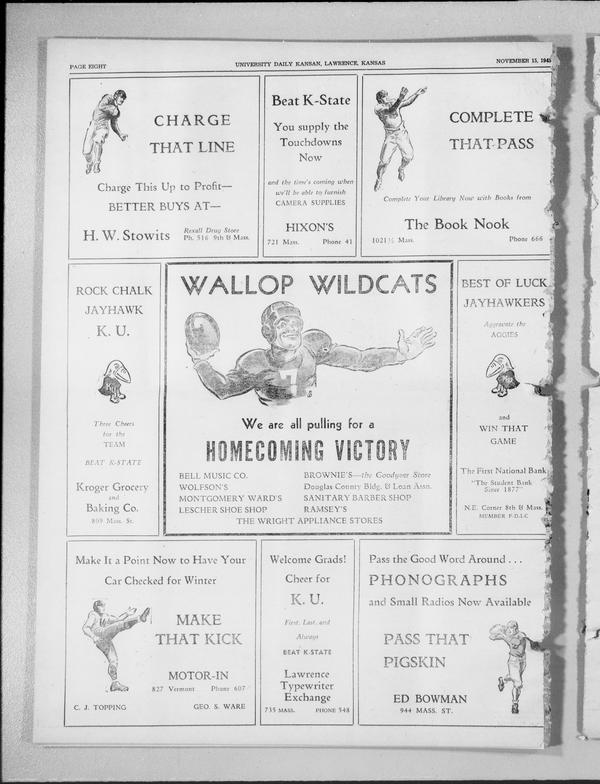 PAGE EIGHT
UNIVERSITY DAILY KANSAN, LAWRENCE, KANSAS
NOVEMBER 15, 1945
CHARGE
THAT LINE
Charge This Up to Profit—
BETTER BUYS AT—
H. W. Stowits
Rexall Drug Store
Ph. 516 9th & Mass.
Beat K-State
You supply the
Touchdowns
Now
and the time's coming when
we'll be able to furnish
CAMERA SUPPLIES
HIXON'S
721 Mass. Phone 41
COMPLETE
THAT PASS
Complete Your Library Now with Books from
The Book Nook
1021½ Mass. Phone 666
ROCK CHALK
JAYHAWK
K. U.
Three Cheers
for the
TEAM
BEAT K-STATE
Kroger Grocery
and
Baking Co.
809 Mass. St.
WALLOP WILDCATS
7
We are all pulling for a
HOMECOMING VICTORY
BELL MUSIC CO.
WOLFSON'S
MONTGOMERY WARD'S
LESCHER SHOE SHOP
BROWNIE'S—the Goodyear Store
Douglas County Bldg. & Loan Assn.
SANITARY BARBER SHOP
RAMSEY'S
THE WRIGHT APPLIANCE STORES
BEST OF LUCK
JAYHAWKERS
Aggravate the
AGGIES
and
WIN THAT
GAME
The First National Bank
"The Student Bank
Since 1877"
N.E. Corner 8th & Mass.
MEMBER F-D-I-C
Make It a Point Now to Have Your
Car Checked for Winter
MAKE
THAT KICK
MOTOR-IN
827 Vermont Phone 607
C. J. TOPPING GEO. S. WARE
Welcome Grads!
Cheer for
K. U.
First, Last, and
Always
BEAT K-STATE
Lawrence
Typewriter
Exchange
735 MASS. PHONE 548
Pass the Good Word Around . . .
PHONOGRAPHS
and Small Radios Now Available
PASS THAT
PIGSKIN
ED BOWMAN
944 MASS. ST.